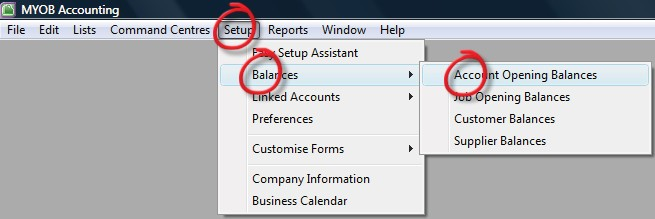 MYOB Accounting
File Edit Lists Command Centres Setup Reports Window Help
Easy Setup Assistant
Balances
Account Opening Balances
Linked Accounts
Job Opening Balances
Preferences
Customer Balances
Customise Forms
Supplier Balances
Company Information
Business Calendar